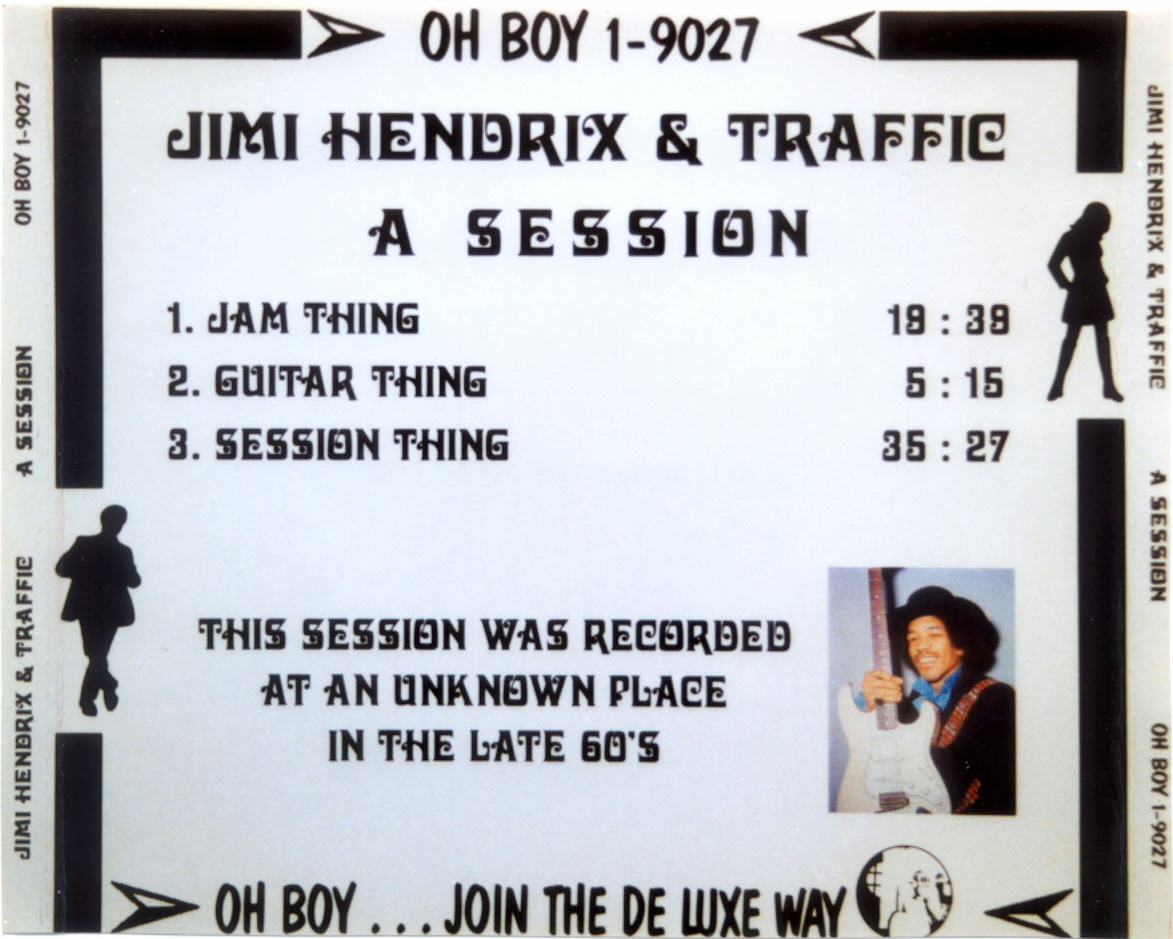 OH BOY 1-9027
JIMI HENDRIX & TRAFFIC
A SESSION
1. JAM THING 19 : 39
2. GUITAR THING 5 : 15
3. SESSION THING 35 : 27
THIS SESSION WAS RECORDED
AT AN UNKNOWN PLACE
IN THE LATE 60'S
OH BOY . . . JOIN THE DE LUXE WAY
JIMI HENDRIX & TRAFFIC A SESSION OH BOY 1-9027
JIMI HENDRIX & TRAFFIC A SESSION OH BOY 1-9027